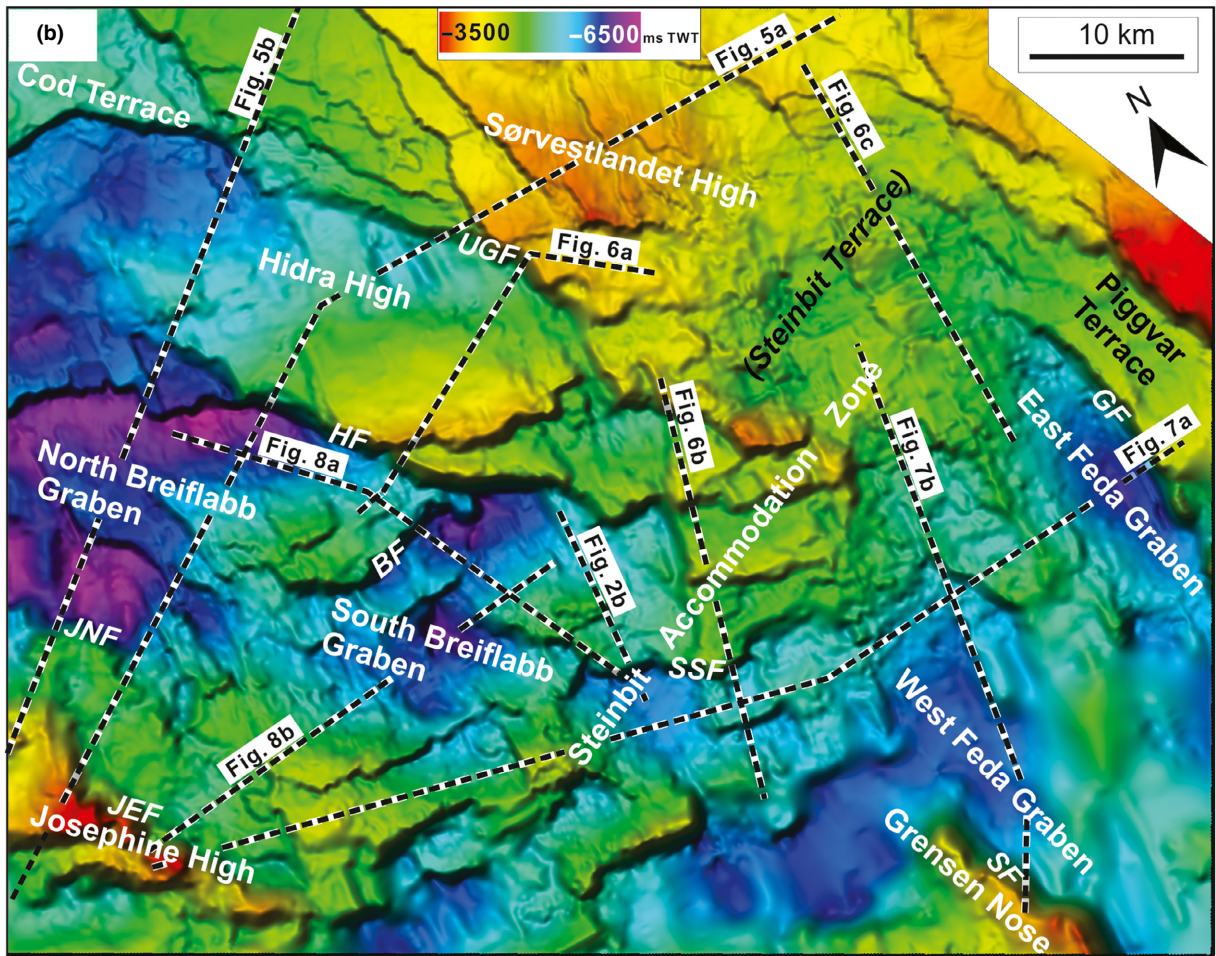 (b)
−3500
−6500 ms TWT
10 km
N
Fig. 5b
Fig. 5a
Cod Terrace
Fig. 6c
Sørvestlandet High
(Steinbit Terrace)
UGF
Fig. 6a
Hidra High
Piggvar
Terrace
Steinbit Accommodation Zone
GF
East Feda Graben
Fig. 7a
Fig. 6b
Fig. 7b
HF
Fig. 8a
North Breiflabb
Graben
BF
Fig. 2b
South Breiflabb
Graben
JNF
SSF
West Feda Graben
Fig. 8b
JEF
Josephine High
Grensen Nose
SF